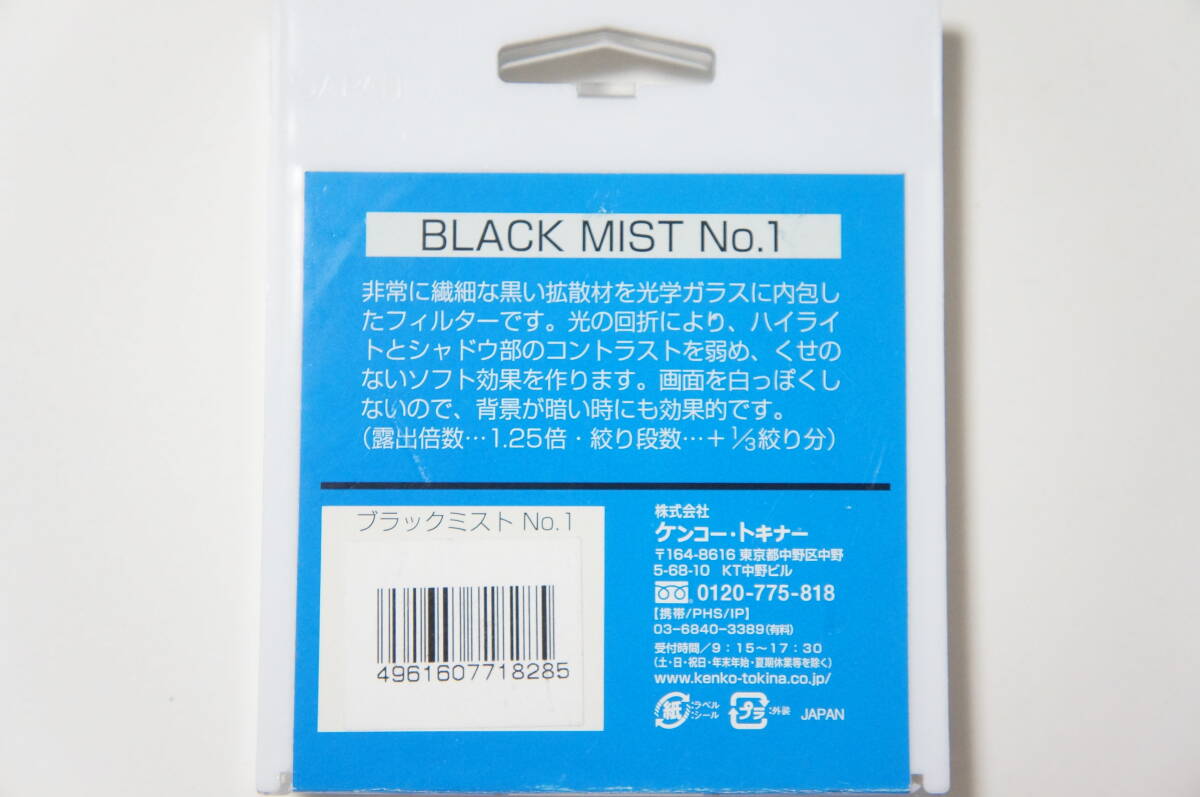 JAPAN
BLACK MIST No.1
非常に繊細な黒い拡散材を光学ガラスに内包し
たフィルターです。光の回折により、ハイライ
トとシャドウ部のコントラストを弱め、くせの
ないソフト効果を作ります。画面を白っぽくし
ないので、背景が暗い時にも効果的です。
（露出倍数…1.25倍・絞り段数…＋1/3絞り分）
ブラックミスト No.1
4961607718285
株式会社
ケンコー・トキナー
〒164-8616 東京都中野区中野
5-68-10 KT中野ビル
0120-775-818
【携帯/PHS/IP】
03-6840-3389(有料)
受付時間／9：15～17：30
(土・日・祝日・年末年始・夏期休業等を除く)
www.kenko-tokina.co.jp/
紙 :ラベル
:シール
プラ :外装 JAPAN